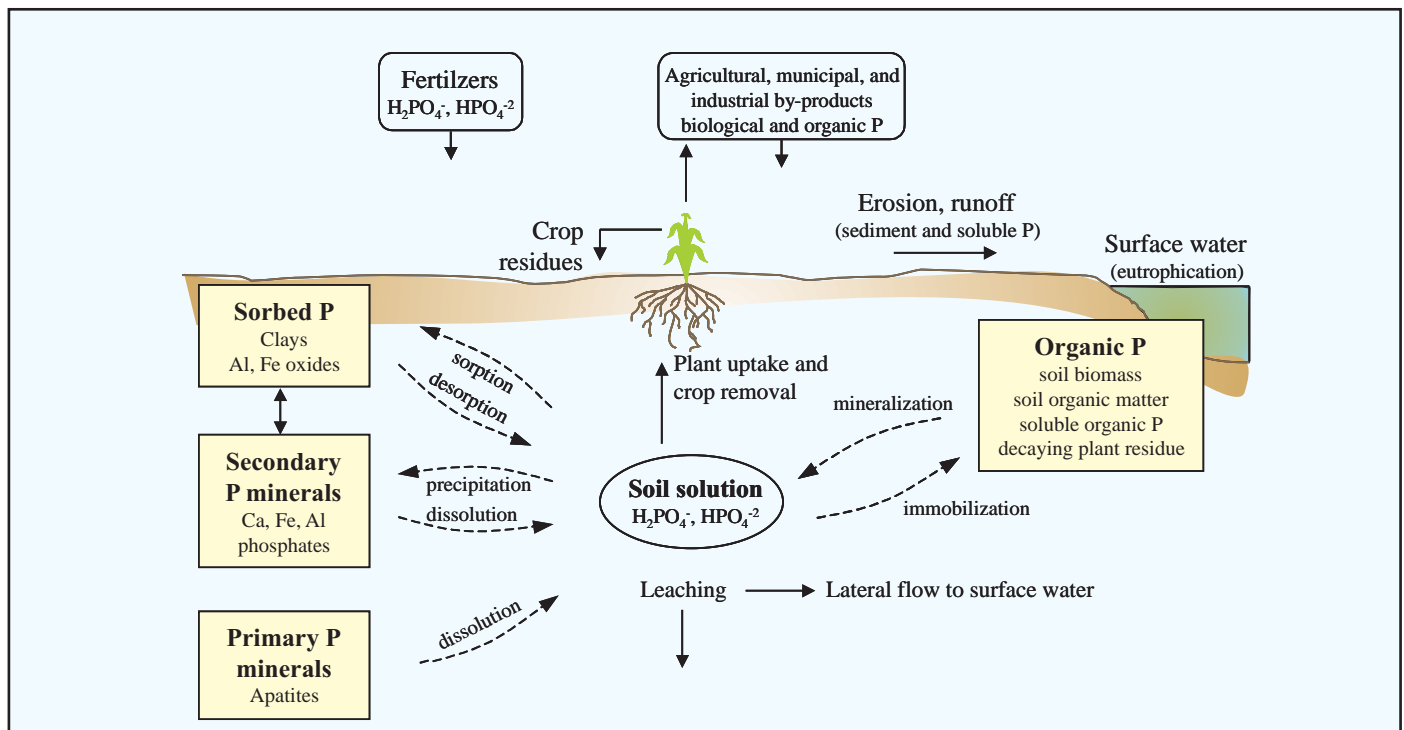 Fertilzers
H₂PO₄⁻, HPO₄⁻²
Agricultural, municipal, and
industrial by-products
biological and organic P
Crop
residues
Erosion, runoff
(sediment and soluble P)
Surface water
(eutrophication)
Sorbed P
Clays
Al, Fe oxides
sorption
desorption
Plant uptake and
crop removal
mineralization
Organic P
soil biomass
soil organic matter
soluble organic P
decaying plant residue
Secondary
P minerals
Ca, Fe, Al
phosphates
precipitation
dissolution
Soil solution
H₂PO₄⁻, HPO₄⁻²
immobilization
Leaching
Lateral flow to surface water
Primary P
minerals
Apatites
dissolution